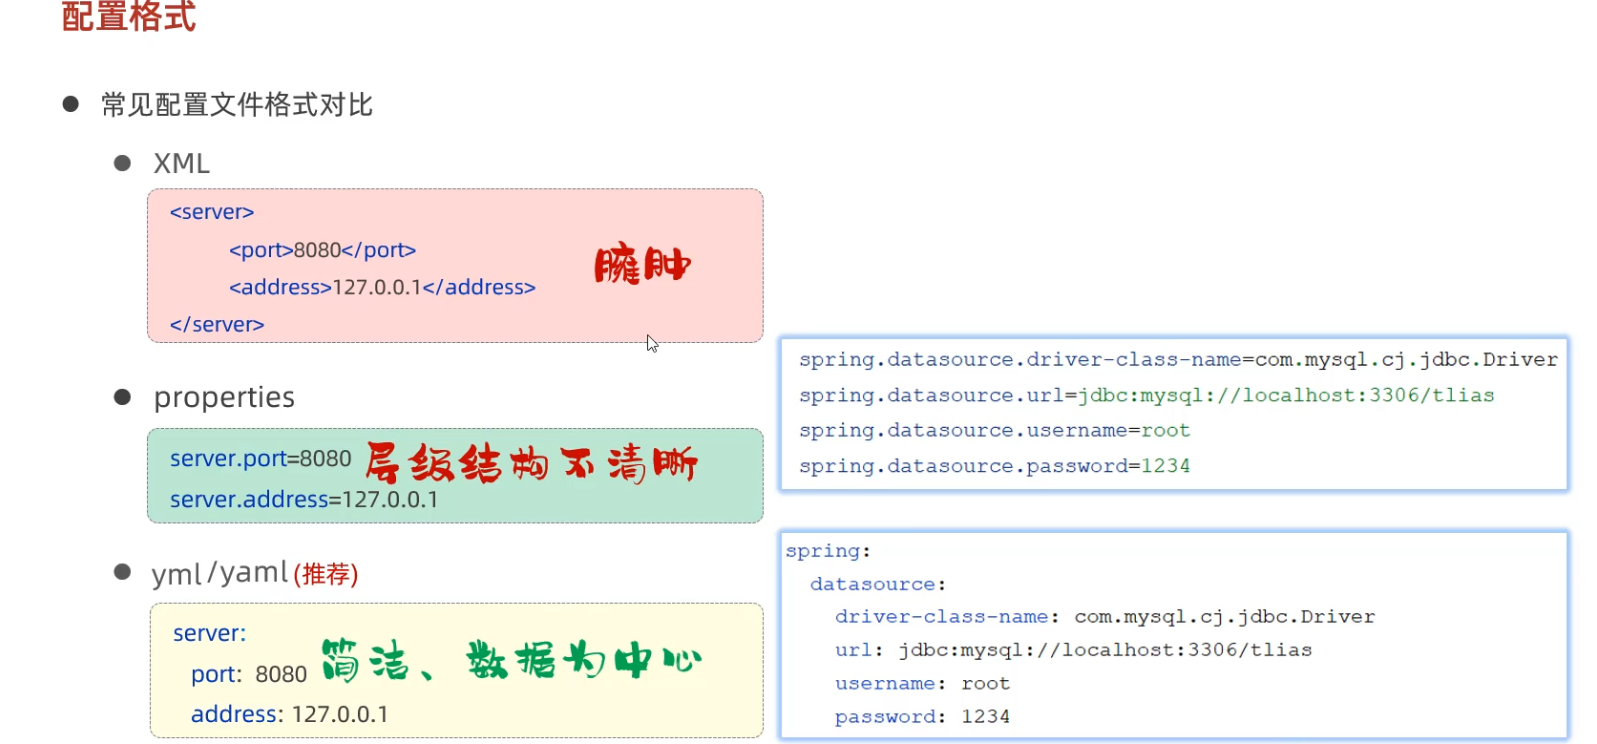 配置格式
常见配置文件格式对比
XML
<server>
<port>8080</port>
<address>127.0.0.1</address>
</server>
臃肿
properties
server.port=8080
server.address=127.0.0.1
层级结构不清晰
spring.datasource.driver-class-name=com.mysql.cj.jdbc.Driver
spring.datasource.url=jdbc:mysql://localhost:3306/tlias
spring.datasource.username=root
spring.datasource.password=1234
yml/yaml(推荐)
server:
port: 8080
address: 127.0.0.1
简洁、数据为中心
spring:
datasource:
driver-class-name: com.mysql.cj.jdbc.Driver
url: jdbc:mysql://localhost:3306/tlias
username: root
password: 1234